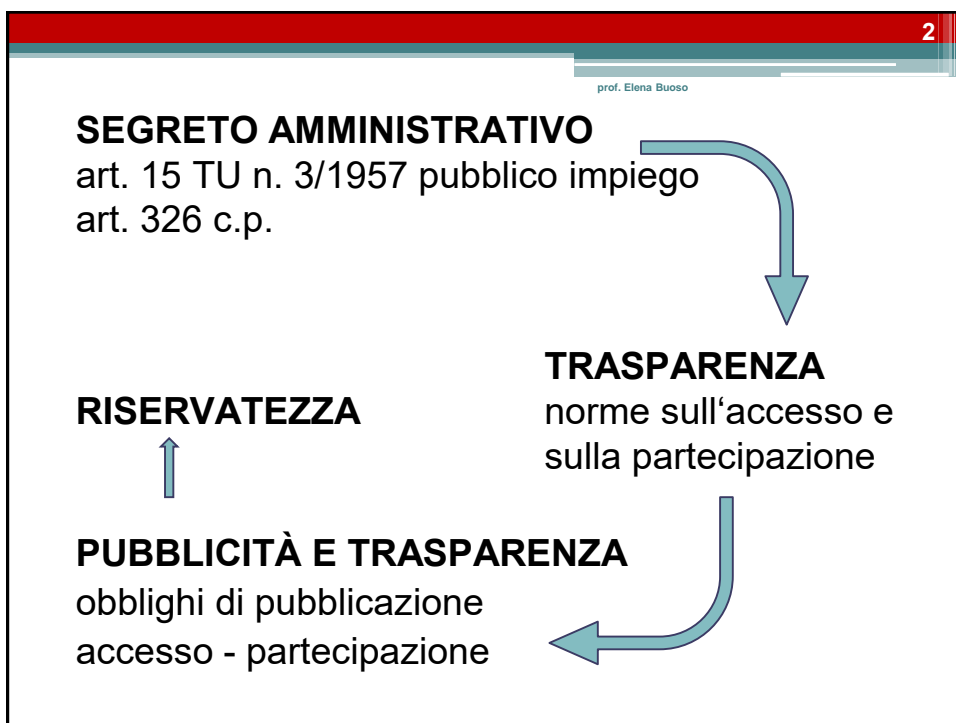 2
prof. Elena Buoso
SEGRETO AMMINISTRATIVO
art. 15 TU n. 3/1957 pubblico impiego
art. 326 c.p.
TRASPARENZA
norme sull‘accesso e
sulla partecipazione
RISERVATEZZA
PUBBLICITÀ E TRASPARENZA
obblighi di pubblicazione
accesso - partecipazione